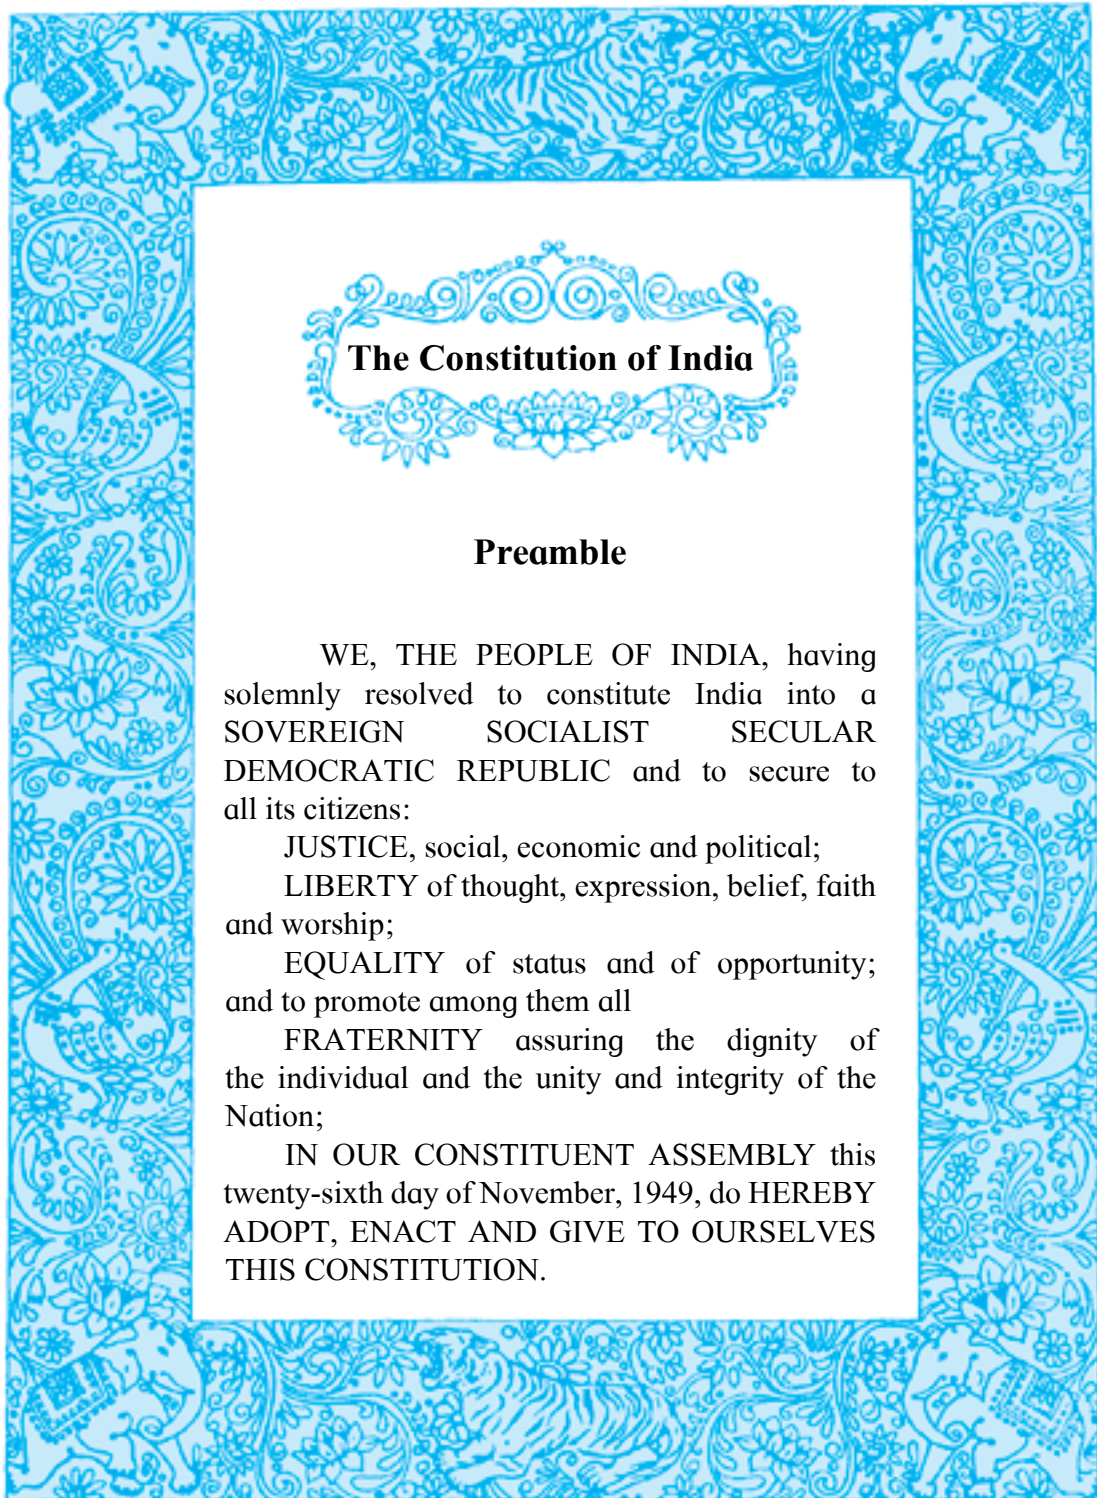 The Constitution of India
Preamble
WE, THE PEOPLE OF INDIA, having
solemnly resolved to constitute India into a
SOVEREIGN SOCIALIST SECULAR
DEMOCRATIC REPUBLIC and to secure to
all its citizens:
JUSTICE, social, economic and political;
LIBERTY of thought, expression, belief, faith
and worship;
EQUALITY of status and of opportunity;
and to promote among them all
FRATERNITY assuring the dignity of
the individual and the unity and integrity of the
Nation;
IN OUR CONSTITUENT ASSEMBLY this
twenty-sixth day of November, 1949, do HEREBY
ADOPT, ENACT AND GIVE TO OURSELVES
THIS CONSTITUTION.